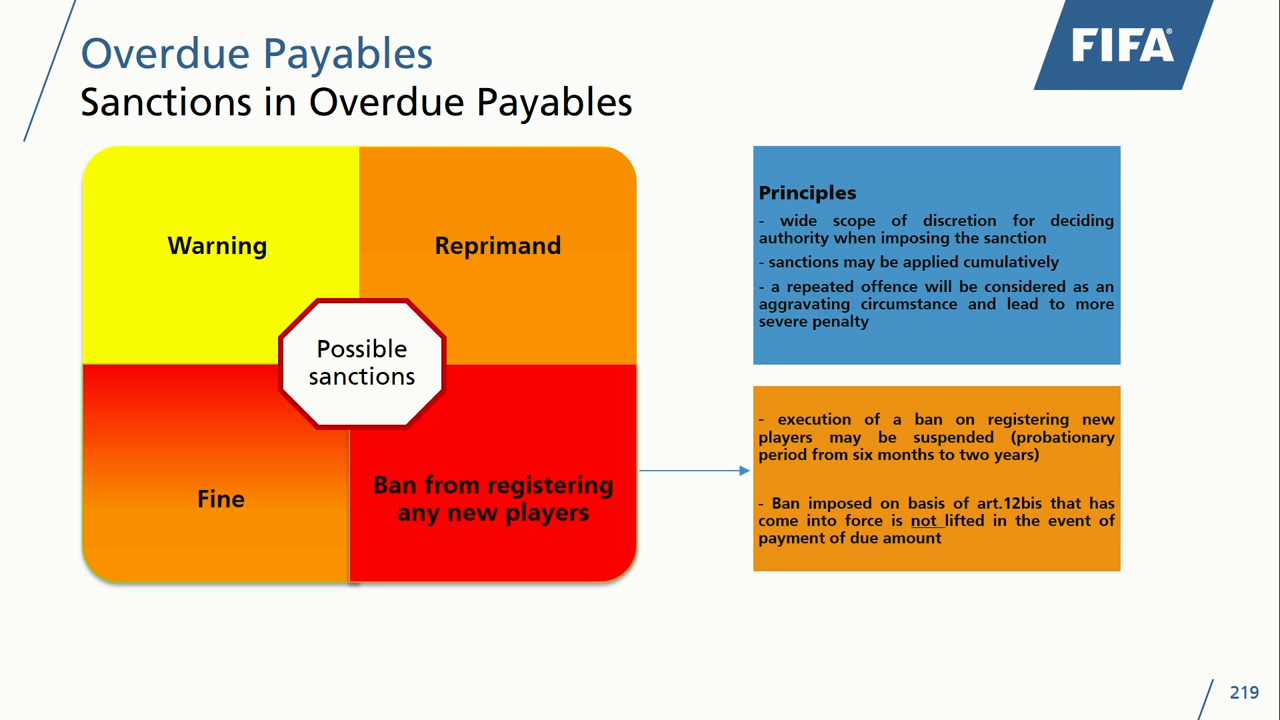 Overdue Payables
Sanctions in Overdue Payables
FIFA®
Warning
Reprimand
Possible
sanctions
Fine
Ban from registering
any new players
Principles
- wide scope of discretion for deciding
authority when imposing the sanction
- sanctions may be applied cumulatively
- a repeated offence will be considered as an
aggravating circumstance and lead to more
severe penalty
- execution of a ban on registering new
players may be suspended (probationary
period from six months to two years)
- Ban imposed on basis of art.12bis that has
come into force is not lifted in the event of
payment of due amount
219